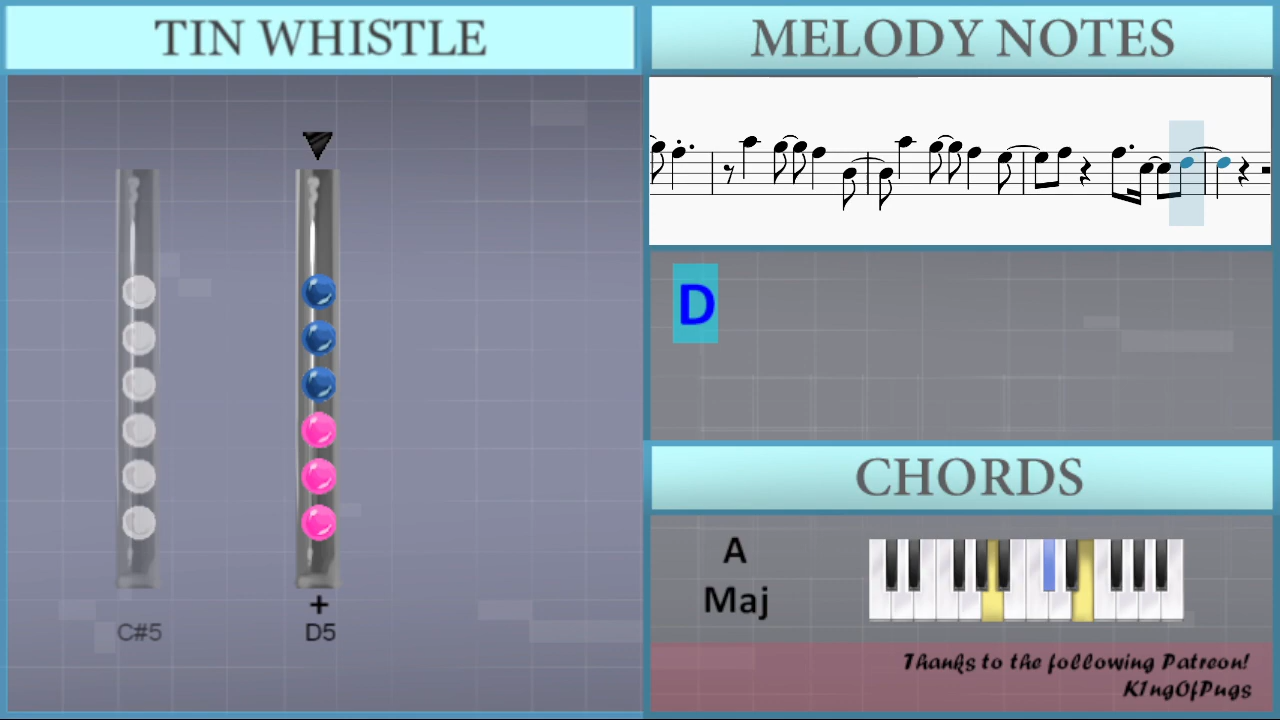 TIN WHISTLE
+
C#5
D5
MELODY NOTES
D
CHORDS
A
Maj
Thanks to the following Patreon!
K1ngOfPugs